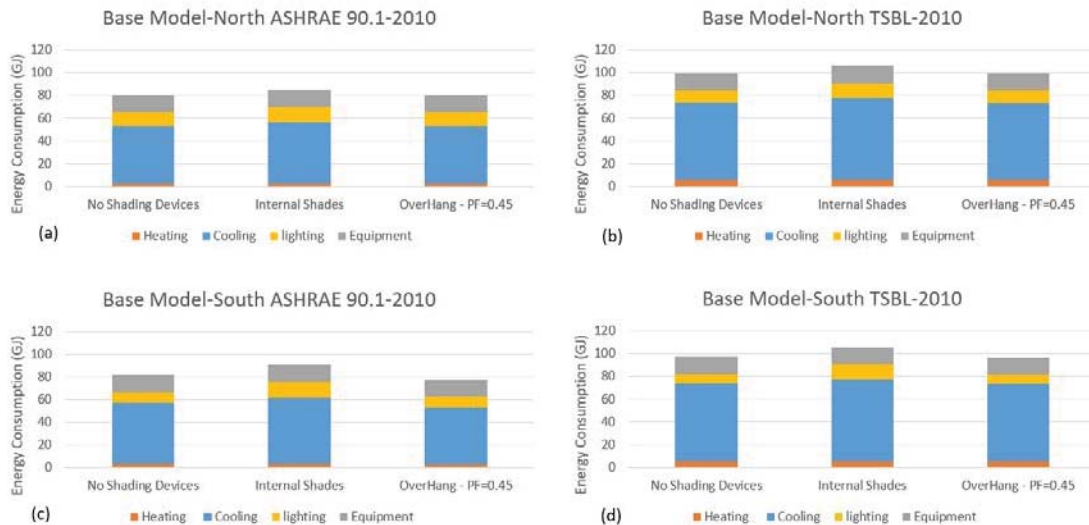 Base Model-North ASHRAE 90.1-2010
Energy Consumption (GJ)
120
100
80
60
40
20
0
No Shading Devices Internal Shades OverHang - PF=0.45
(a)
Heating Cooling lighting Equipment
Base Model-North TSBL-2010
Energy Consumption (GJ)
120
100
80
60
40
20
0
No Shading Devices Internal Shades OverHang - PF=0.45
(b)
Heating Cooling lighting Equipment
Base Model-South ASHRAE 90.1-2010
Energy Consumption (GJ)
120
100
80
60
40
20
0
No Shading Devices Internal Shades OverHang - PF=0.45
(c)
Heating Cooling lighting Equipment
Base Model-South TSBL-2010
Energy Consumption (GJ)
120
100
80
60
40
20
0
No Shading Devices Internal Shades OverHang - PF=0.45
(d)
Heating Cooling lighting Equipment